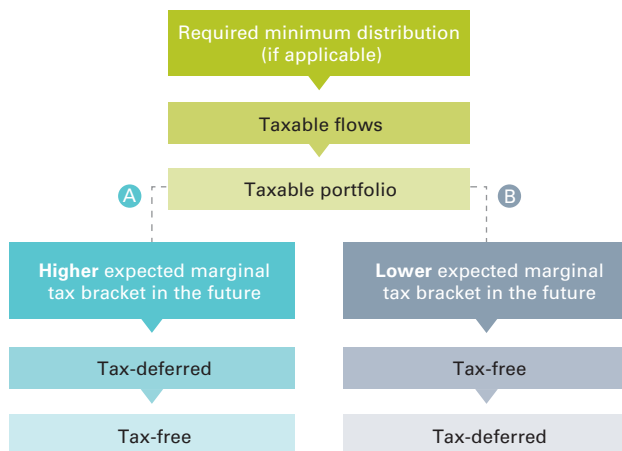 Required minimum distribution
(if applicable)
Taxable flows
Taxable portfolio
A
B
Higher expected marginal
tax bracket in the future
Lower expected marginal
tax bracket in the future
Tax-deferred
Tax-free
Tax-free
Tax-deferred